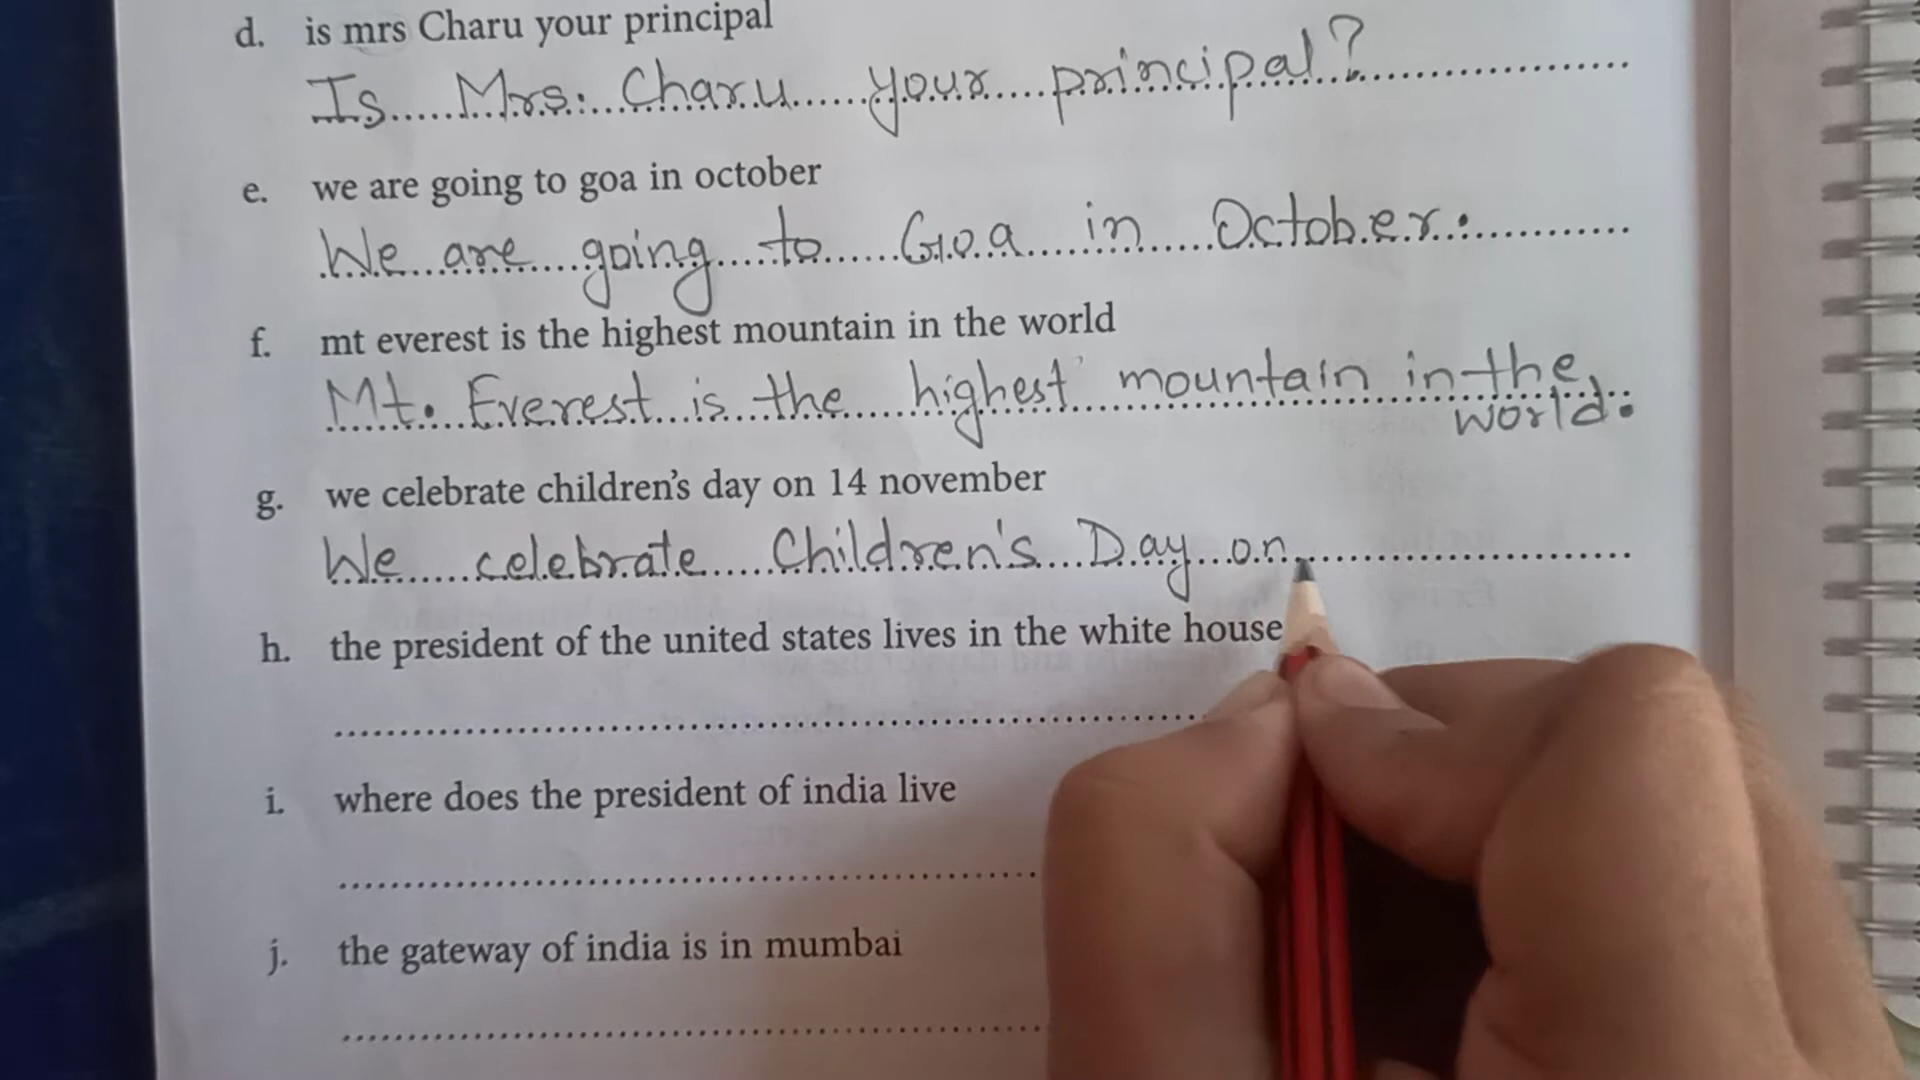 d. is mrs Charu your principal
Is Mrs. Charu your principal?
e. we are going to goa in october
We are going to Goa in October.
f. mt everest is the highest mountain in the world
Mt. Everest is the highest mountain in the
world.
g. we celebrate children's day on 14 november
We celebrate Children's Day on
h. the president of the united states lives in the white house
i. where does the president of india live
j. the gateway of india is in mumbai